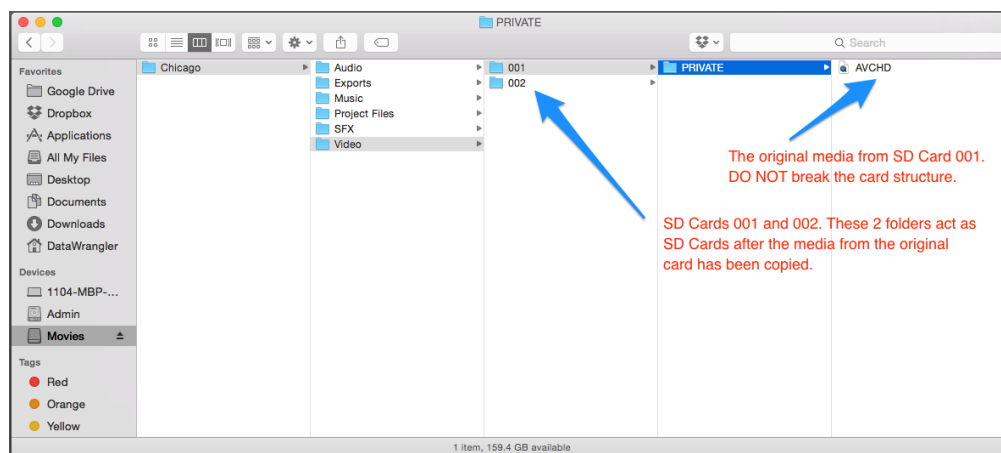 PRIVATE
Search
Favorites
Google Drive
Dropbox
Applications
All My Files
Desktop
Documents
Downloads
DataWrangler
Devices
1104-MBP-...
Admin
Movies
Tags
Red
Orange
Yellow
Chicago
Audio
Exports
Music
Project Files
SFX
Video
001
002
PRIVATE
AVCHD
The original media from SD Card 001.
DO NOT break the card structure.
SD Cards 001 and 002. These 2 folders act as
SD Cards after the media from the original
card has been copied.
1 item, 159.4 GB available